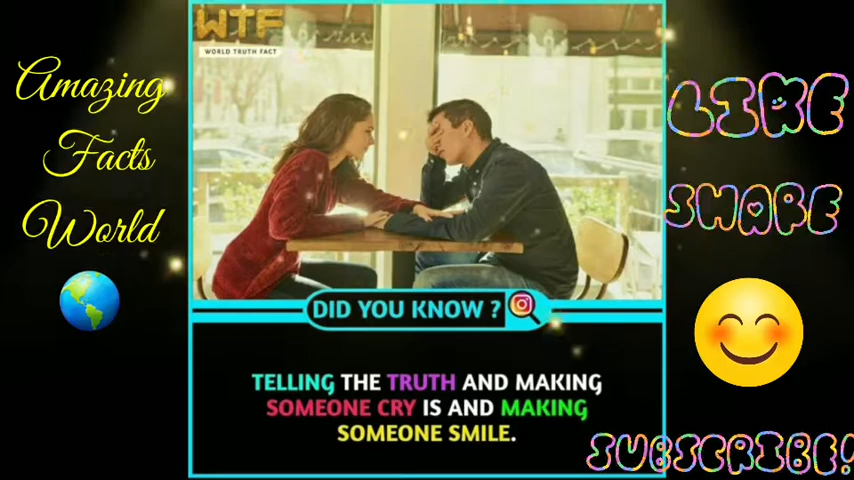 Amazing
Facts
World
WTF
WORLD TRUTH FACT
DID YOU KNOW ?
TELLING THE TRUTH AND MAKING
SOMEONE CRY IS AND MAKING
SOMEONE SMILE.
LIKE
SHARE
SUBSCRIBE!